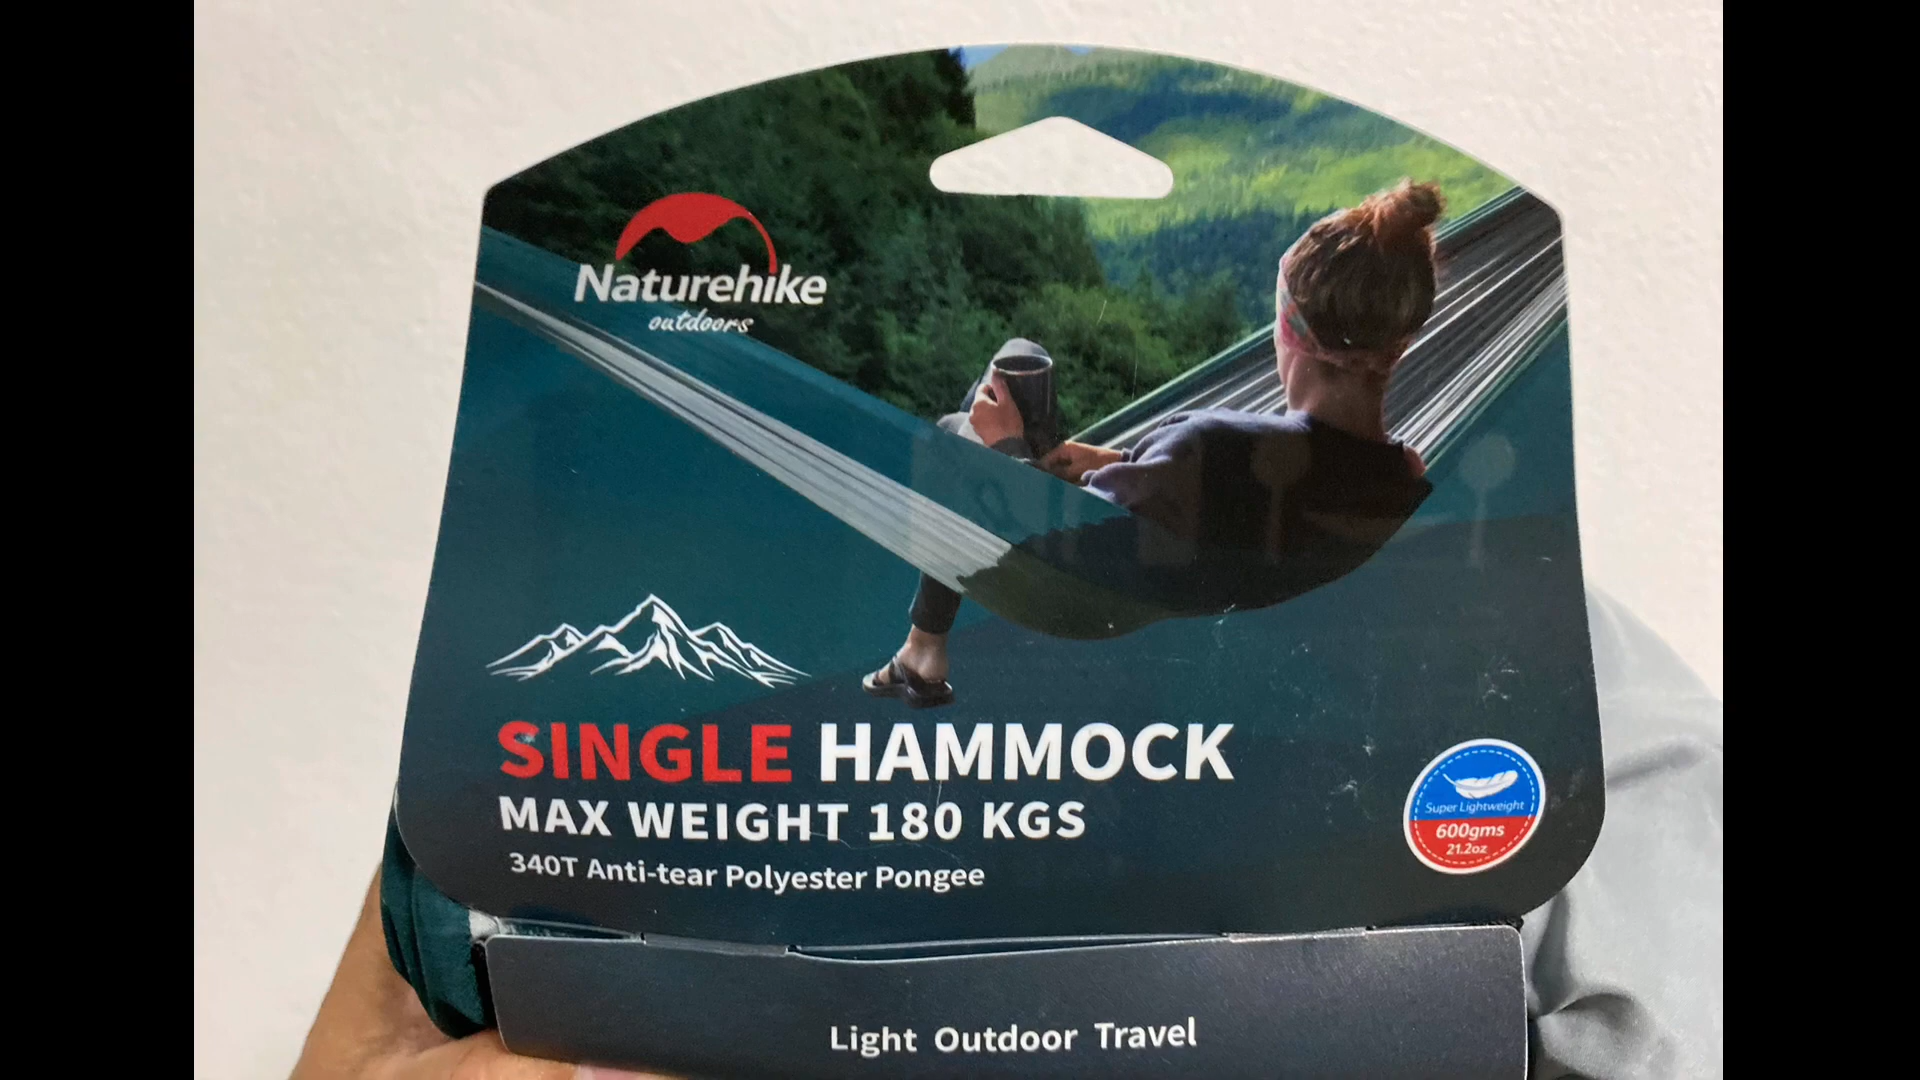 Naturehike
outdoors
SINGLE HAMMOCK
MAX WEIGHT 180 KGS
340T Anti-tear Polyester Pongee
Super Lightweight
600gms
21.2oz
Light Outdoor Travel